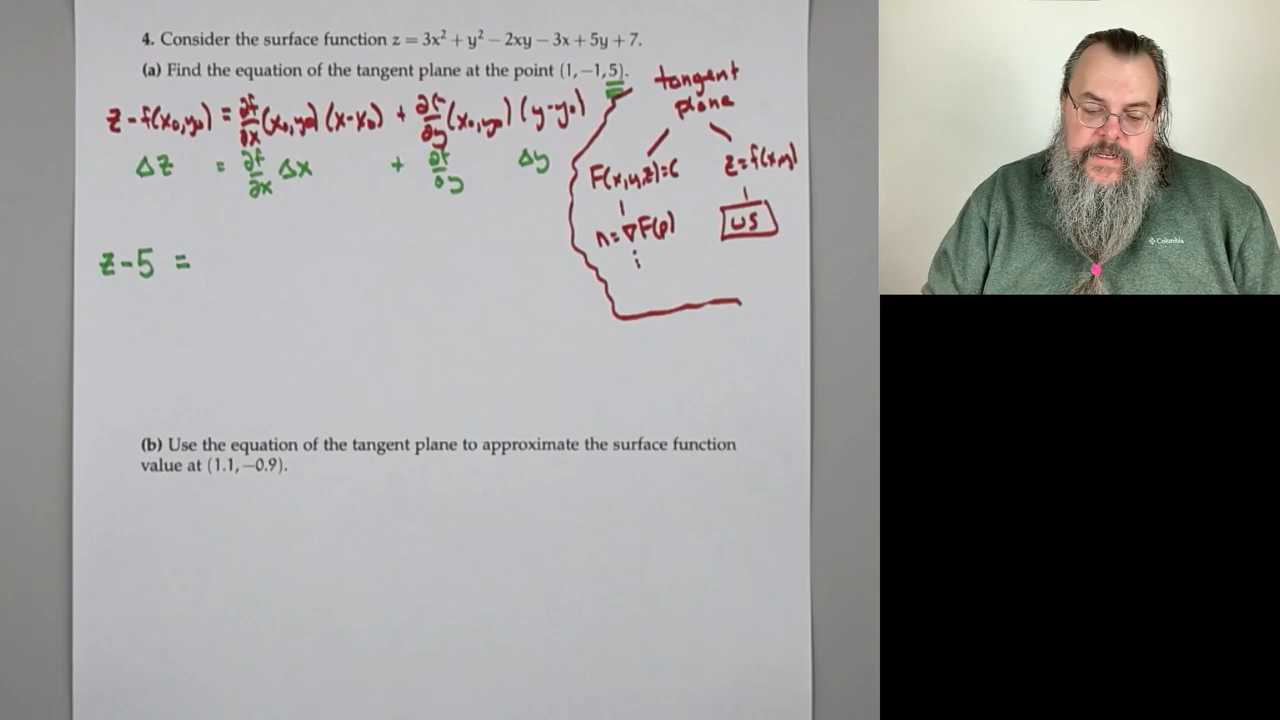 4. Consider the surface function z = 3x² + y² − 2xy − 3x + 5y + 7.
(a) Find the equation of the tangent plane at the point (1, −1, 5).
tangent
plane
z - f(x₀,y₀) = ∂f/∂x (x₀,y₀) (x-x₀) + ∂f/∂y (x₀,y₀) (y-y₀)
Δz = ∂f/∂x Δx + ∂f/∂y Δy
F(x,y,z)=C
z=f(x,y)
n=∇F(p)
US
z-5 =
(b) Use the equation of the tangent plane to approximate the surface function
value at (1.1, −0.9).
Columbia